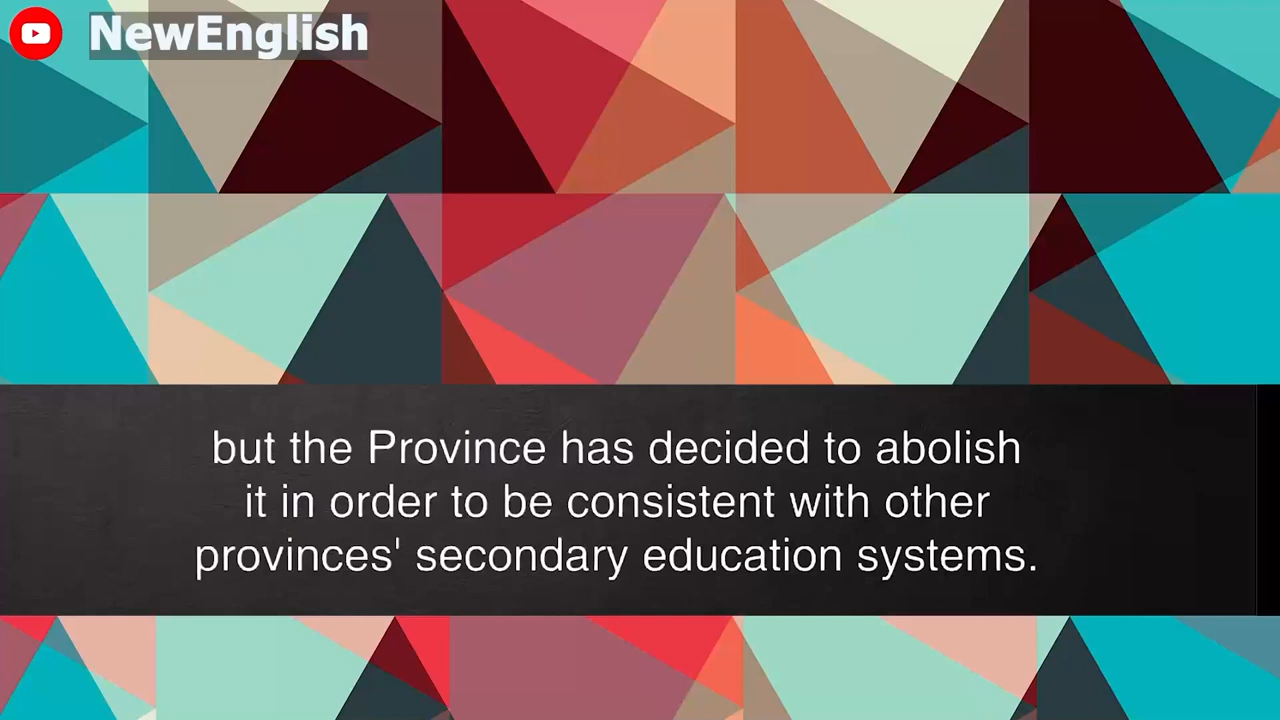 NewEnglish
but the Province has decided to abolish
it in order to be consistent with other
provinces' secondary education systems.